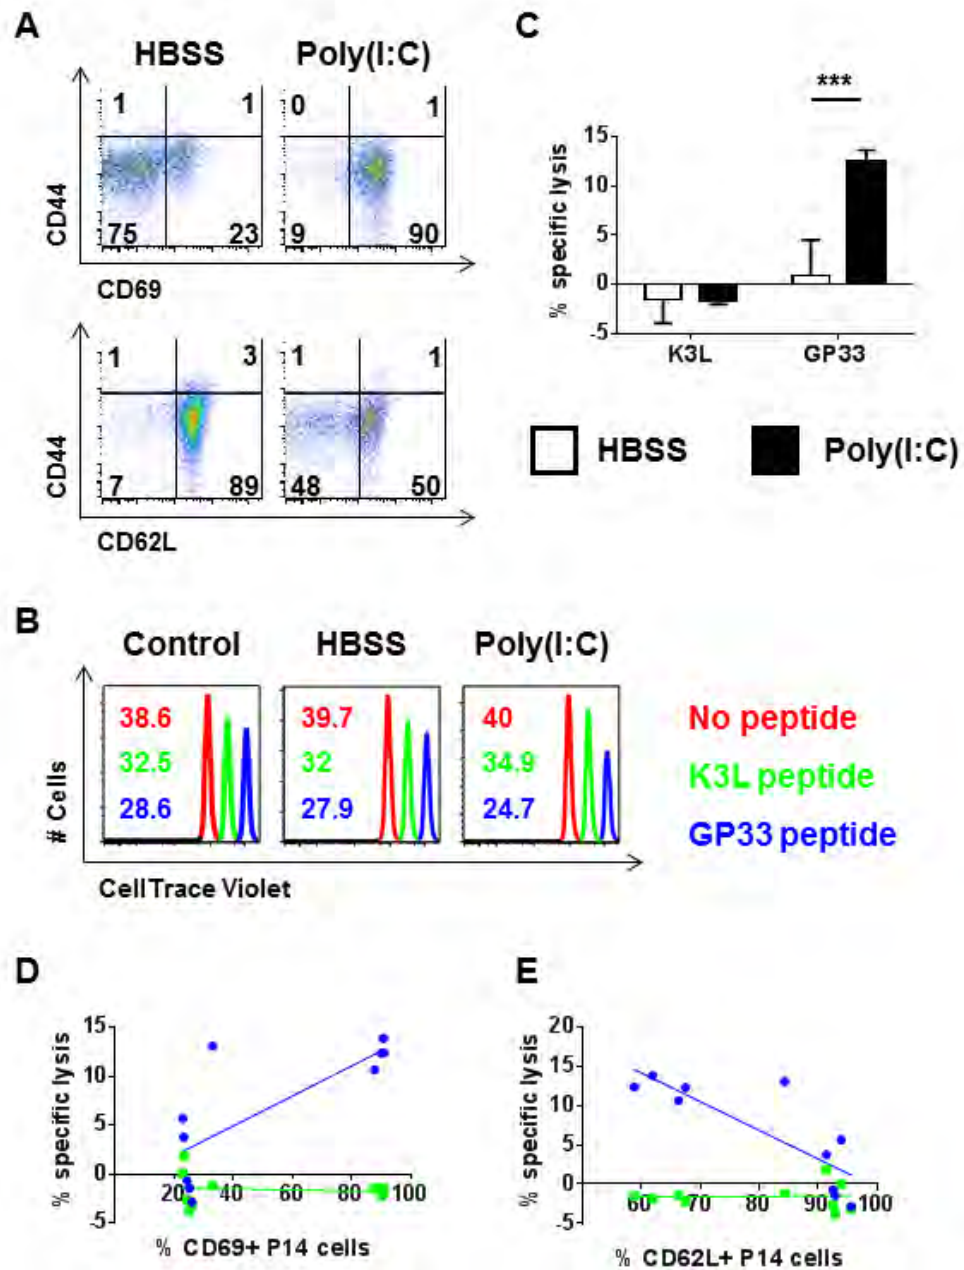 A
HBSS Poly(I:C)
1 1 0 1
75 23 9 90
CD44
CD69
1 3 1 1
7 89 48 50
CD44
CD62L
C
***
15
10
5
0
-5
% specific lysis
K3L GP33
HBSS Poly(I:C)
B
Control HBSS Poly(I:C)
38.6 39.7 40
32.5 32 34.9
28.6 27.9 24.7
# Cells
CellTrace Violet
No peptide
K3L peptide
GP33 peptide
D
15
10
5
0
-5
% specific lysis
20 40 60 80 100
% CD69+ P14 cells
E
20
15
10
5
0
-5
% specific lysis
60 70 80 90 100
% CD62L+ P14 cells